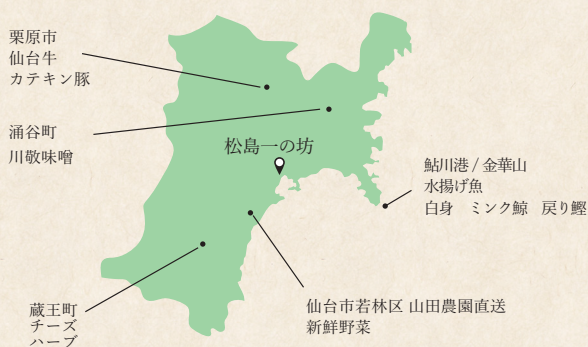 栗原市
仙台牛
カテキン豚
涌谷町
川敬味噌
松島一の坊
鮎川港 / 金華山
水揚げ魚
白身　ミンク鯨　戻り鰹
仙台市若林区 山田農園直送
新鮮野菜
蔵王町
チーズ
ハーブ